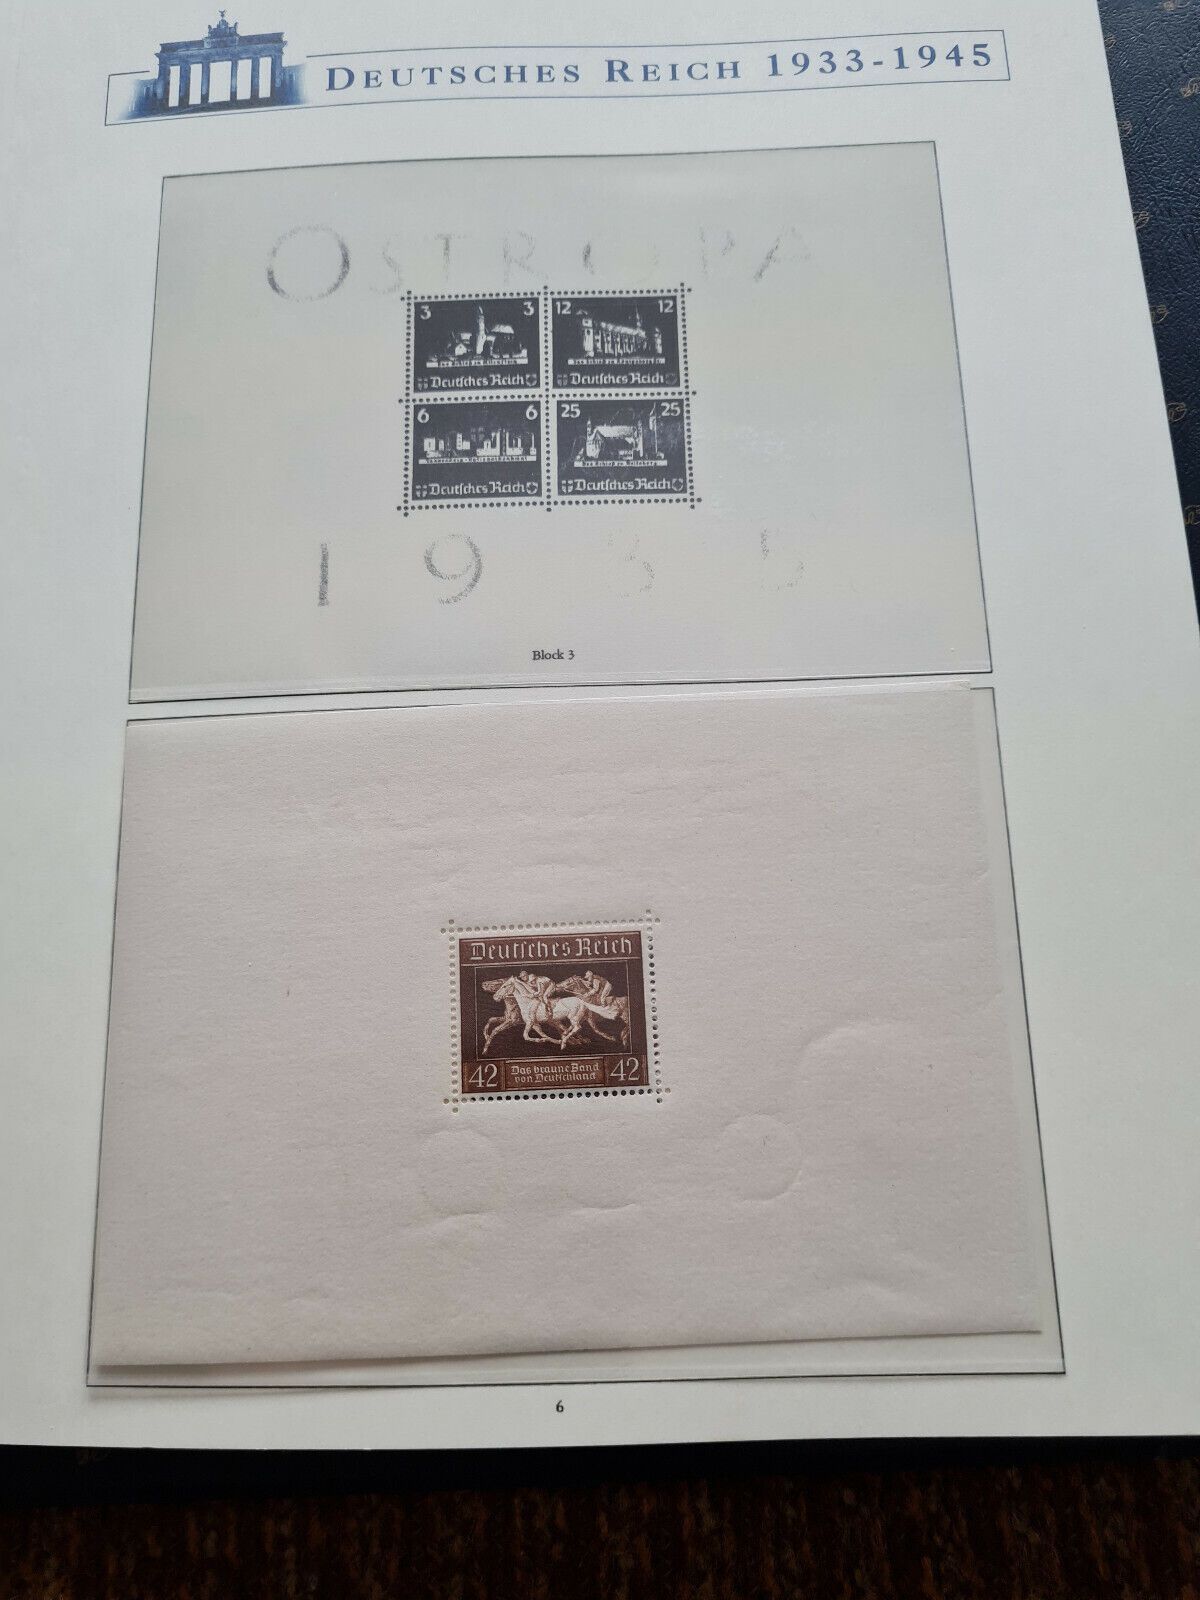 DEUTSCHES REICH 1933-1945
OSTROPA
3 3
Deutsches Reich
12 12
Deutsches Reich
6 6
Deutsches Reich
25 25
Deutsches Reich
1935
Block 3
Deutsches Reich
42 Das braune Band 42
von Deutschland
6